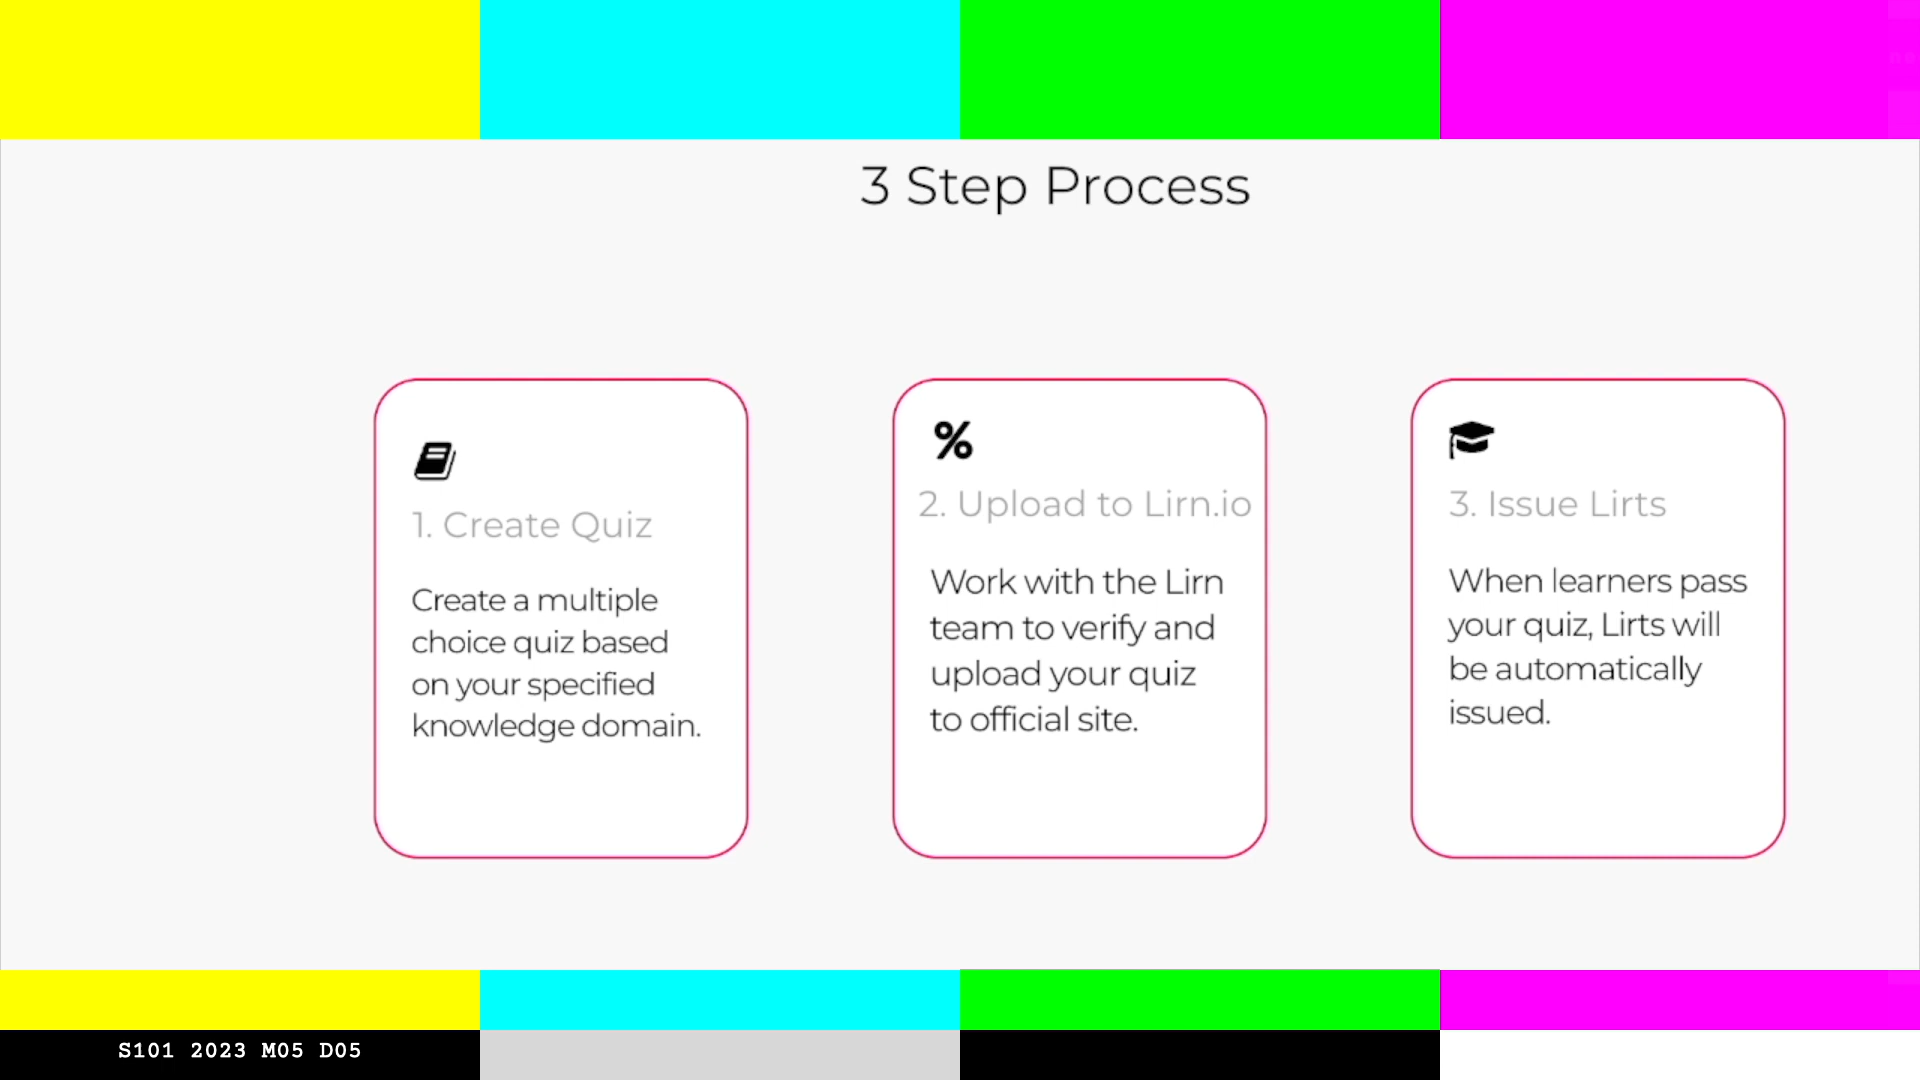 3 Step Process
1. Create Quiz
Create a multiple
choice quiz based
on your specified
knowledge domain.
%
2. Upload to Lirn.io
Work with the Lirn
team to verify and
upload your quiz
to official site.
3. Issue Lirts
When learners pass
your quiz, Lirts will
be automatically
issued.
S101 2023 M05 D05